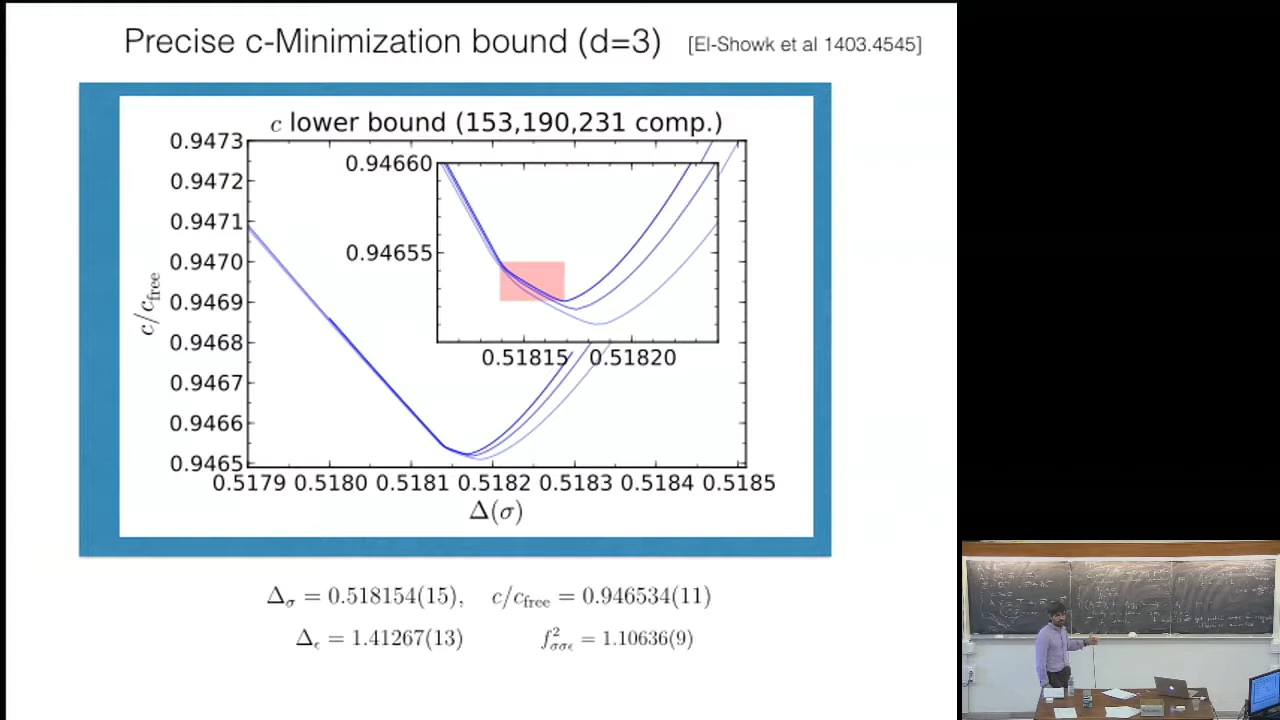 Precise c-Minimization bound (d=3) [El-Showk et al 1403.4545]
c lower bound (153,190,231 comp.)
0.9473
0.9472
0.9471
0.9470
0.9469
0.9468
0.9467
0.9466
0.9465
c/c_free
0.94660
0.94655
0.51815 0.51820
0.5179 0.5180 0.5181 0.5182 0.5183 0.5184 0.5185
Δ(σ)
Δσ = 0.518154(15), c/c_free = 0.946534(11)
Δϵ = 1.41267(13) f²σσϵ = 1.10636(9)